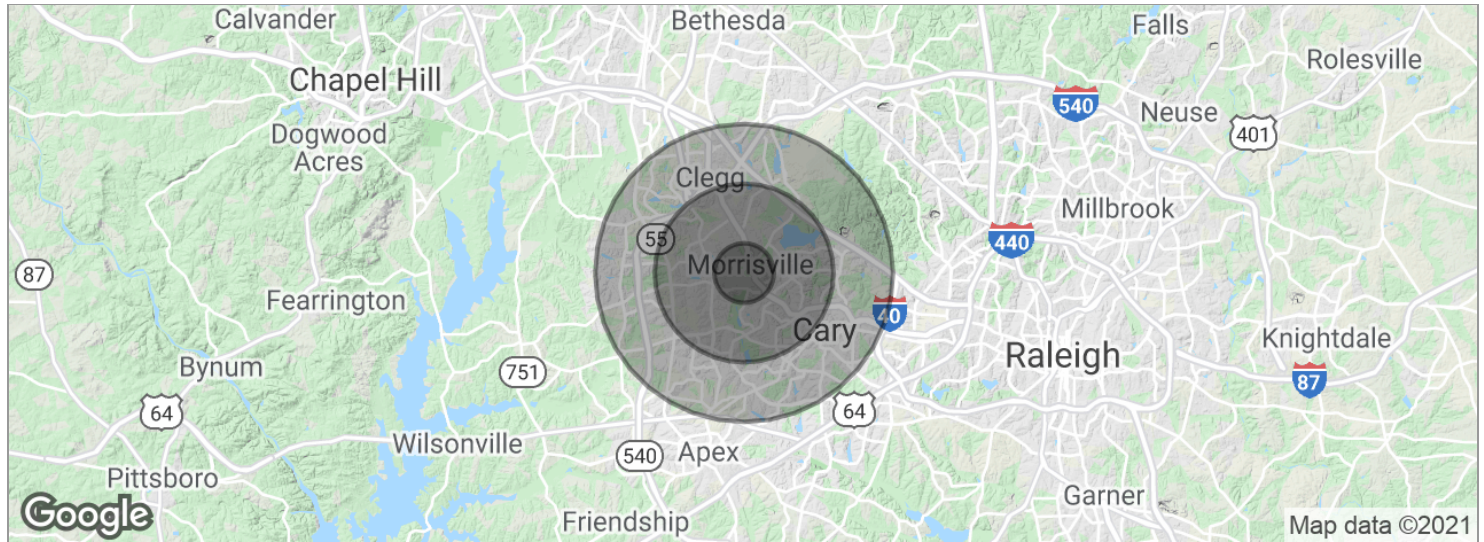 Calvander
Bethesda
Falls
Rolesville
Chapel Hill
540
Neuse
401
Dogwood
Acres
Clegg
Millbrook
55
440
Morrisville
87
Fearrington
40
Cary
Knightdale
Raleigh
Bynum
751
87
64
64
Wilsonville
540
Apex
Pittsboro
Garner
Google
Friendship
Map data ©2021